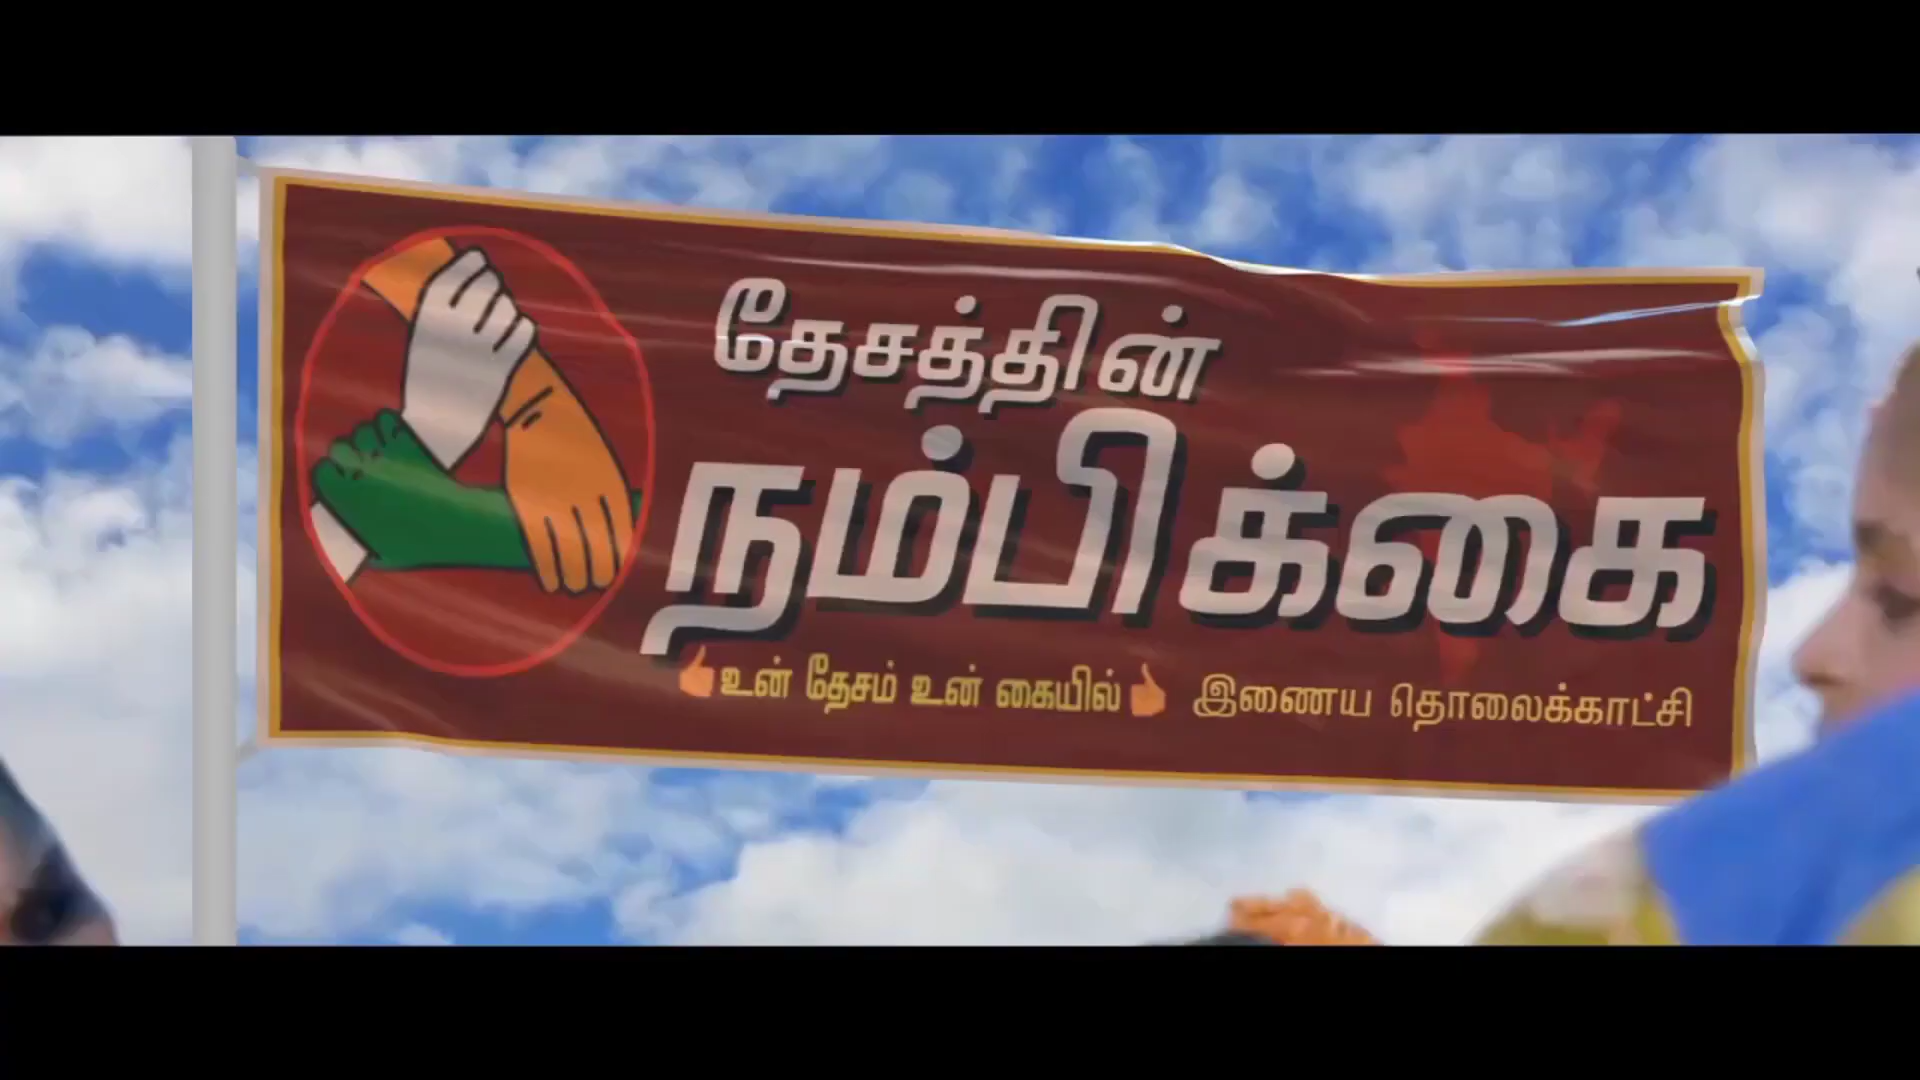 தேசத்தின்
நம்பிக்கை
உன் தேசம் உன் கையில் இணைய தொலைக்காட்சி